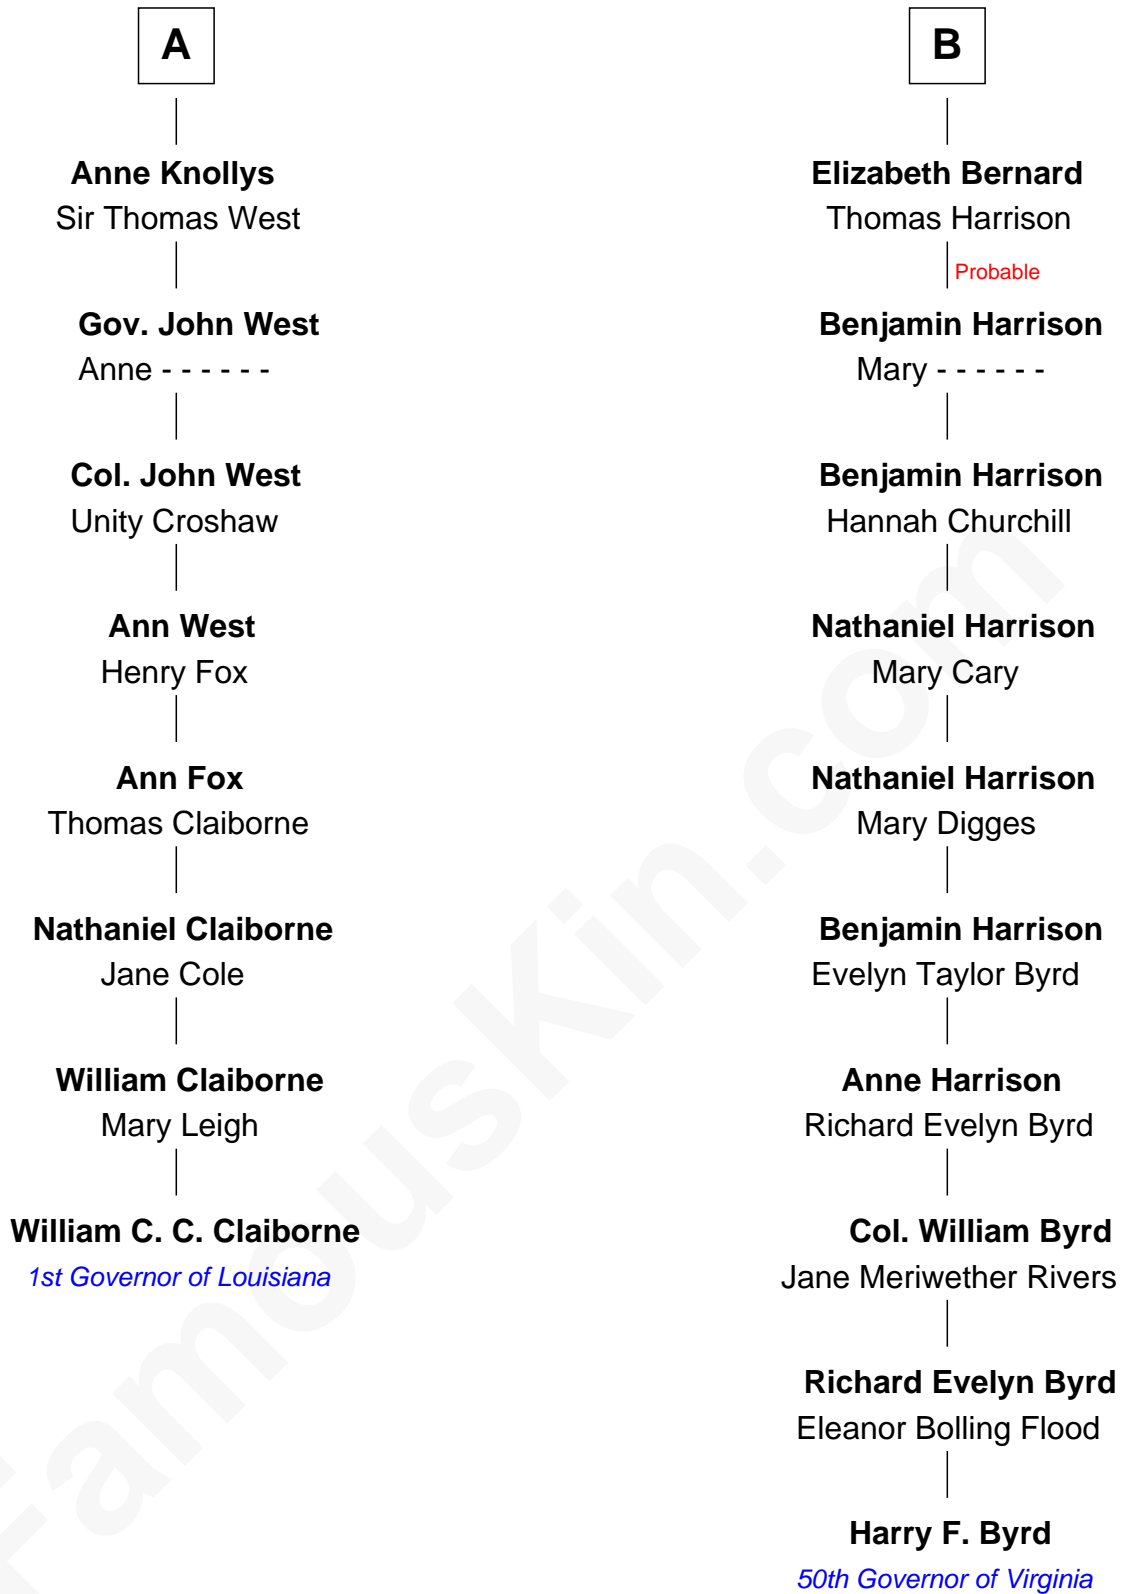 A
Anne Knollys
Sir Thomas West
Gov. John West
Anne - - - - - -
Col. John West
Unity Croshaw
Ann West
Henry Fox
Ann Fox
Thomas Claiborne
Nathaniel Claiborne
Jane Cole
William Claiborne
Mary Leigh
William C. C. Claiborne
1st Governor of Louisiana
B
Elizabeth Bernard
Thomas Harrison
Probable
Benjamin Harrison
Mary - - - - - -
Benjamin Harrison
Hannah Churchill
Nathaniel Harrison
Mary Cary
Nathaniel Harrison
Mary Digges
Benjamin Harrison
Evelyn Taylor Byrd
Anne Harrison
Richard Evelyn Byrd
Col. William Byrd
Jane Meriwether Rivers
Richard Evelyn Byrd
Eleanor Bolling Flood
Harry F. Byrd
50th Governor of Virginia
FamousKin.com